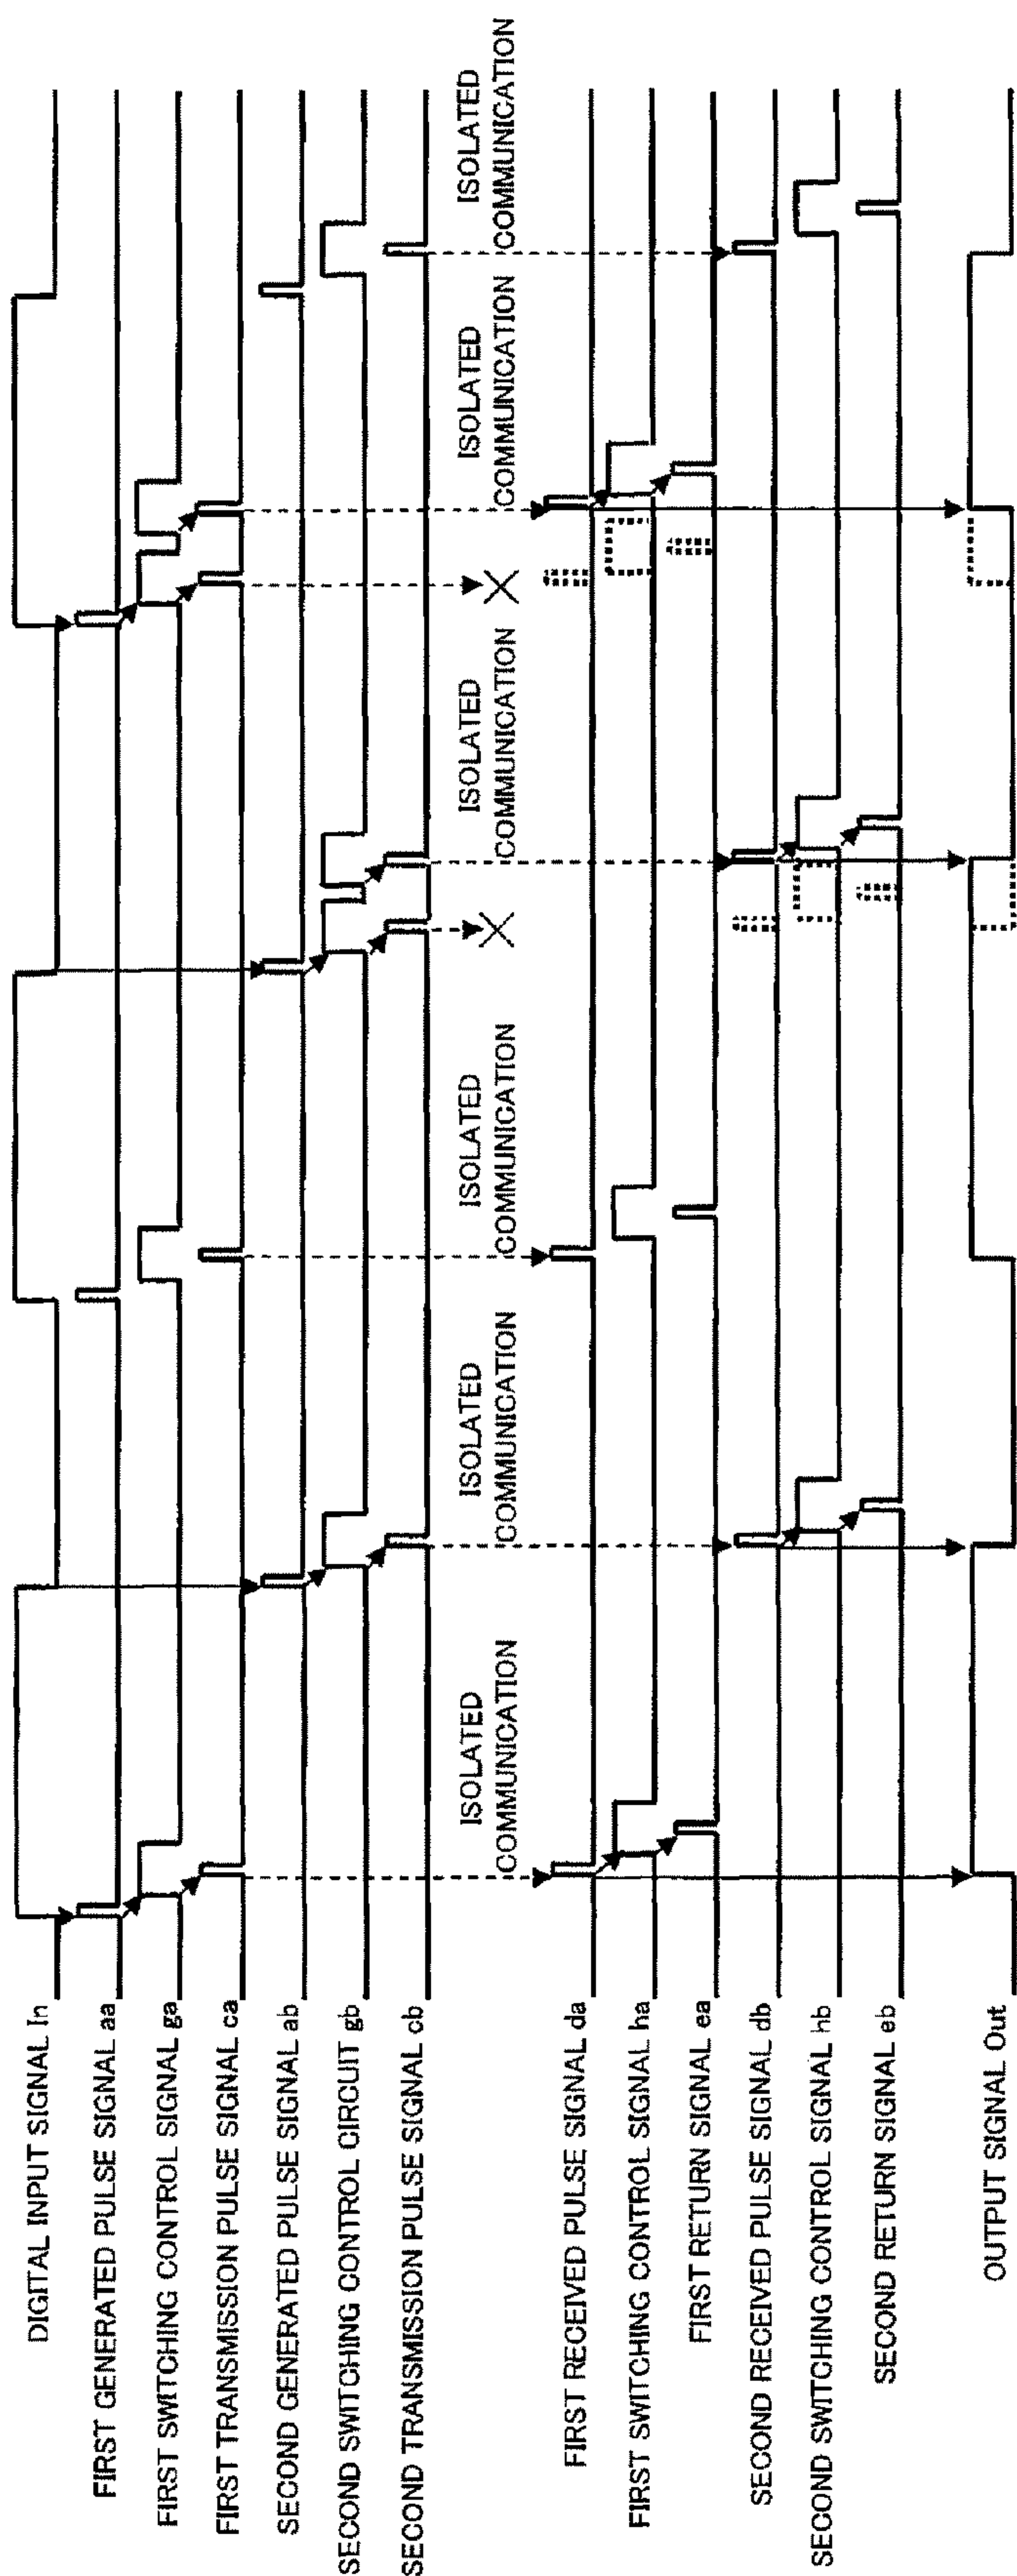 DIGITAL INPUT SIGNAL In
FIRST GENERATED PULSE SIGNAL aa
FIRST SWITCHING CONTROL SIGNAL ga
FIRST TRANSMISSION PULSE SIGNAL ca
SECOND GENERATED PULSE SIGNAL ab
SECOND SWITCHING CONTROL CIRCUIT gb
SECOND TRANSMISSION PULSE SIGNAL cb
ISOLATED
COMMUNICATION
ISOLATED
COMMUNICATION
ISOLATED
COMMUNICATION
ISOLATED
COMMUNICATION
ISOLATED
COMMUNICATION
ISOLATED
COMMUNICATION
FIRST RECEIVED PULSE SIGNAL da
FIRST SWITCHING CONTROL SIGNAL ha
FIRST RETURN SIGNAL ea
SECOND RECEIVED PULSE SIGNAL db
SECOND SWITCHING CONTROL SIGNAL hb
SECOND RETURN SIGNAL eb
OUTPUT SIGNAL Out